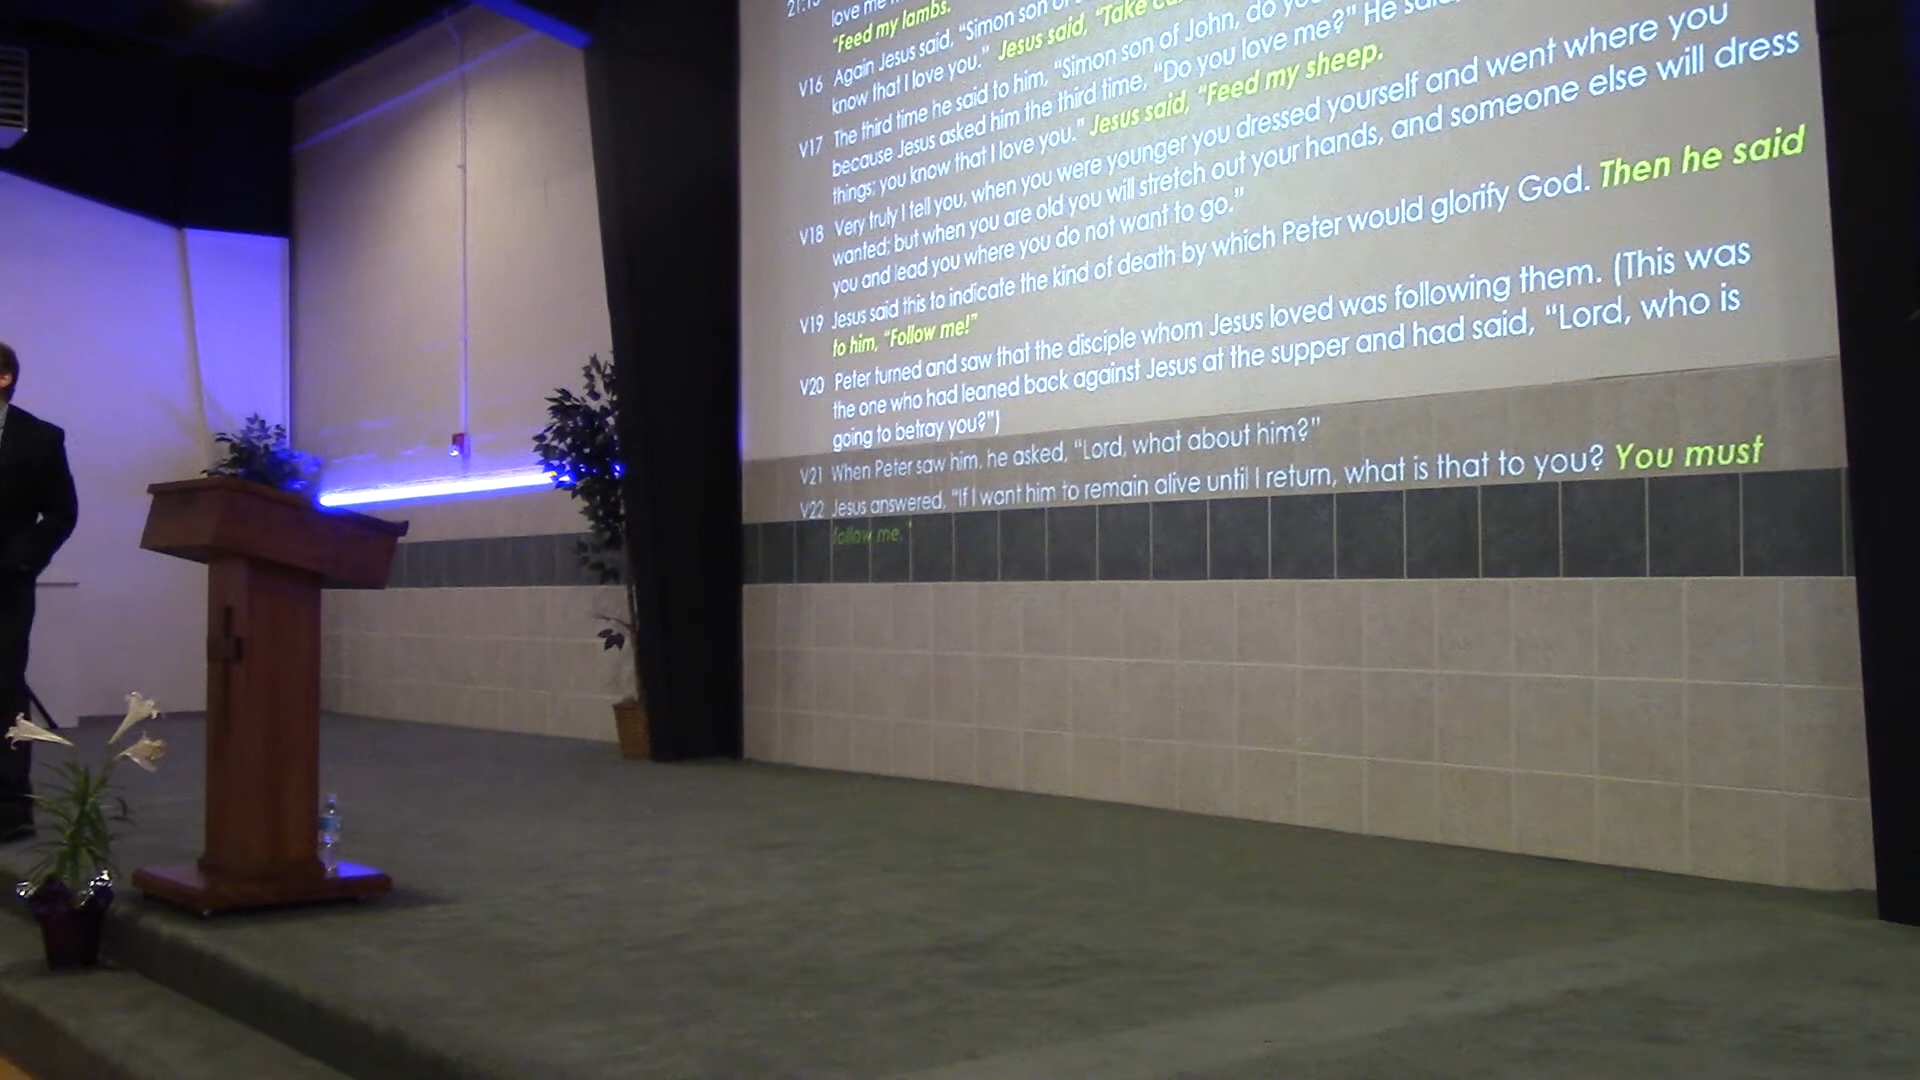 21:15 love me
"Feed my lambs.
V16 Again Jesus said, "Simon son of
know that I love you." Jesus said, "Take
V17 The third time he said to him, "Simon son of John, do you
because Jesus asked him the third time, "Do you love me?" He said,
things; you know that I love you." Jesus said, "Feed my sheep.
V18 Very truly I tell you, when you were younger you dressed yourself and went where you
wanted; but when you are old you will stretch out your hands, and someone else will dress
you and lead you where you do not want to go."
V19 Jesus said this to indicate the kind of death by which Peter would glorify God. Then he said
to him, "Follow me!"
V20 Peter turned and saw that the disciple whom Jesus loved was following them. (This was
the one who had leaned back against Jesus at the supper and had said, "Lord, who is
going to betray you?")
V21 When Peter saw him, he asked, "Lord, what about him?"
V22 Jesus answered, "If I want him to remain alive until I return, what is that to you? You must
follow me."